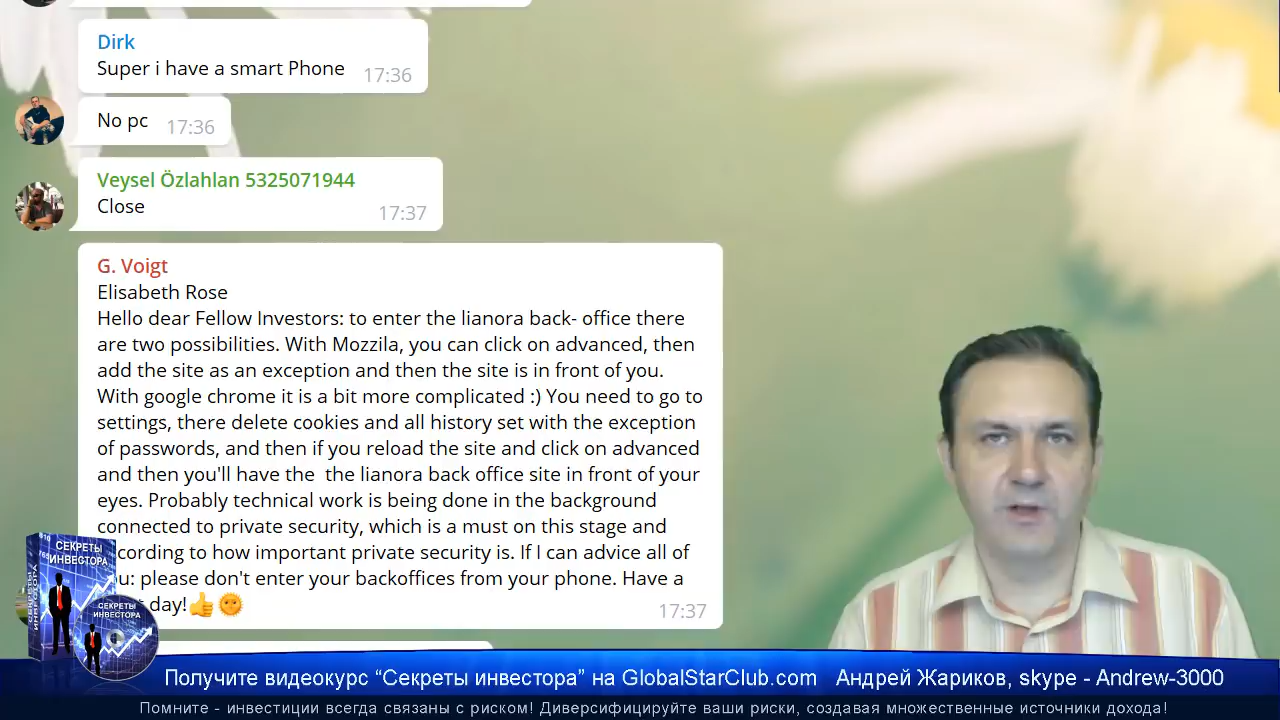 Dirk
Super i have a smart Phone 17:36
No pc 17:36
Veysel Özlahlan 5325071944
Close 17:37
G. Voigt
Elisabeth Rose
Hello dear Fellow Investors: to enter the lianora back- office there
are two possibilities. With Mozzila, you can click on advanced, then
add the site as an exception and then the site is in front of you.
With google chrome it is a bit more complicated :) You need to go to
settings, there delete cookies and all history set with the exception
of passwords, and then if you reload the site and click on advanced
and then you'll have the the lianora back office site in front of your
eyes. Probably technical work is being done in the background
connected to private security, which is a must on this stage and
ccording to how important private security is. If I can advice all of
u: please don't enter your backoffices from your phone. Have a
day!👍🌞 17:37
СЕКРЕТЫ
ИНВЕСТОРА
СЕКРЕТЫ
ИНВЕСТОРА
Получите видеокурс “Секреты инвестора” на GlobalStarClub.com Андрей Жариков, skype - Andrew-3000
Помните - инвестиции всегда связаны с риском! Диверсифицируйте ваши риски, создавая множественные источники дохода!